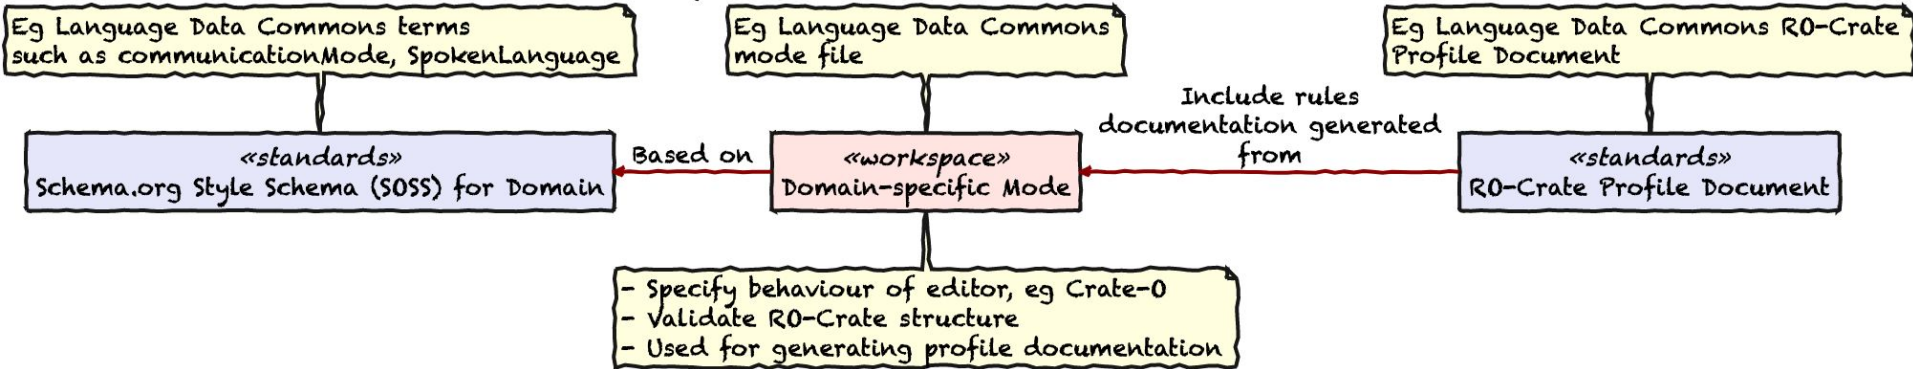 Eg Language Data Commons terms
such as communicationMode, SpokenLanguage
Eg Language Data Commons
mode file
Eg Language Data Commons RO-Crate
Profile Document
Include rules
documentation generated
from
«standards»
Schema.org Style Schema (SOSS) for Domain
Based on
«workspace»
Domain-specific Mode
«standards»
RO-Crate Profile Document
- Specify behaviour of editor, eg Crate-O
- Validate RO-Crate structure
- Used for generating profile documentation